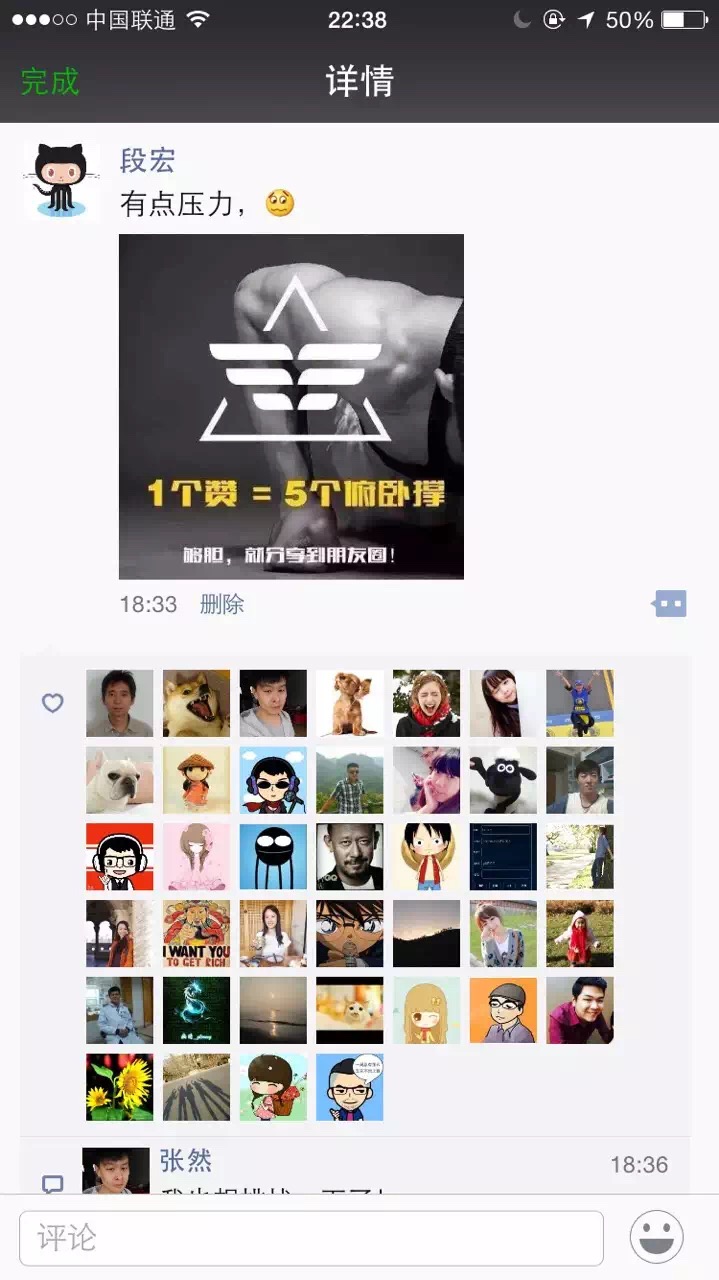 中国联通
22:38
50%
完成
详情
段宏
有点压力，
1个赞 = 5个俯卧撑
够胆，就分享到朋友圈！
18:33 删除
GQ
I WANT YOU
TO GET RICH
张然
18:36
评论